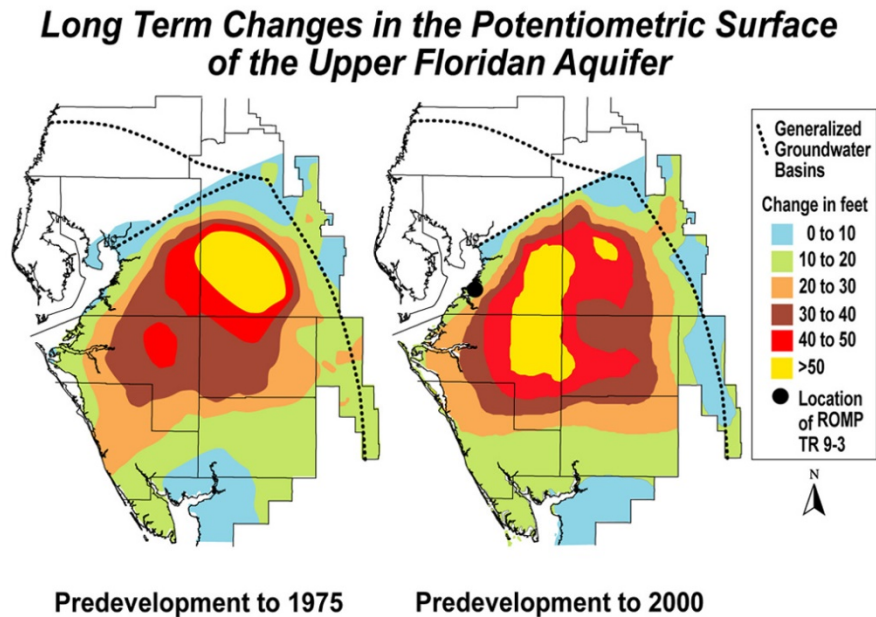 Long Term Changes in the Potentiometric Surface
of the Upper Floridan Aquifer
Generalized
Groundwater
Basins
Change in feet
0 to 10
10 to 20
20 to 30
30 to 40
40 to 50
>50
Location
of ROMP
TR 9-3
N
Predevelopment to 1975
Predevelopment to 2000